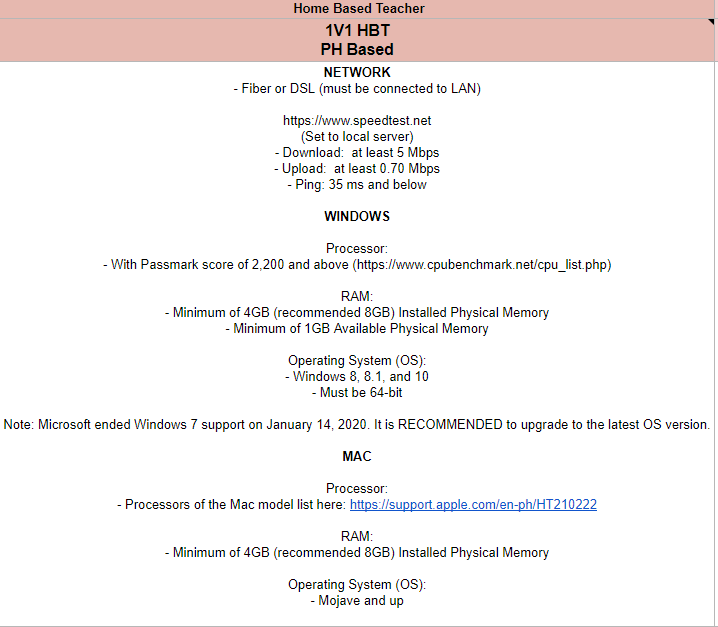 Home Based Teacher
1V1 HBT
PH Based
NETWORK
- Fiber or DSL (must be connected to LAN)
https://www.speedtest.net
(Set to local server)
- Download:  at least 5 Mbps
- Upload:  at least 0.70 Mbps
- Ping: 35 ms and below
WINDOWS
Processor:
- With Passmark score of 2,200 and above (https://www.cpubenchmark.net/cpu_list.php)
RAM:
- Minimum of 4GB (recommended 8GB) Installed Physical Memory
- Minimum of 1GB Available Physical Memory
Operating System (OS):
- Windows 8, 8.1, and 10
- Must be 64-bit
Note: Microsoft ended Windows 7 support on January 14, 2020. It is RECOMMENDED to upgrade to the latest OS version.
MAC
Processor:
- Processors of the Mac model list here: https://support.apple.com/en-ph/HT210222
RAM:
- Minimum of 4GB (recommended 8GB) Installed Physical Memory
Operating System (OS):
- Mojave and up